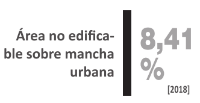 Área no edifica-
ble sobre mancha
urbana
8,41
%
[2018]